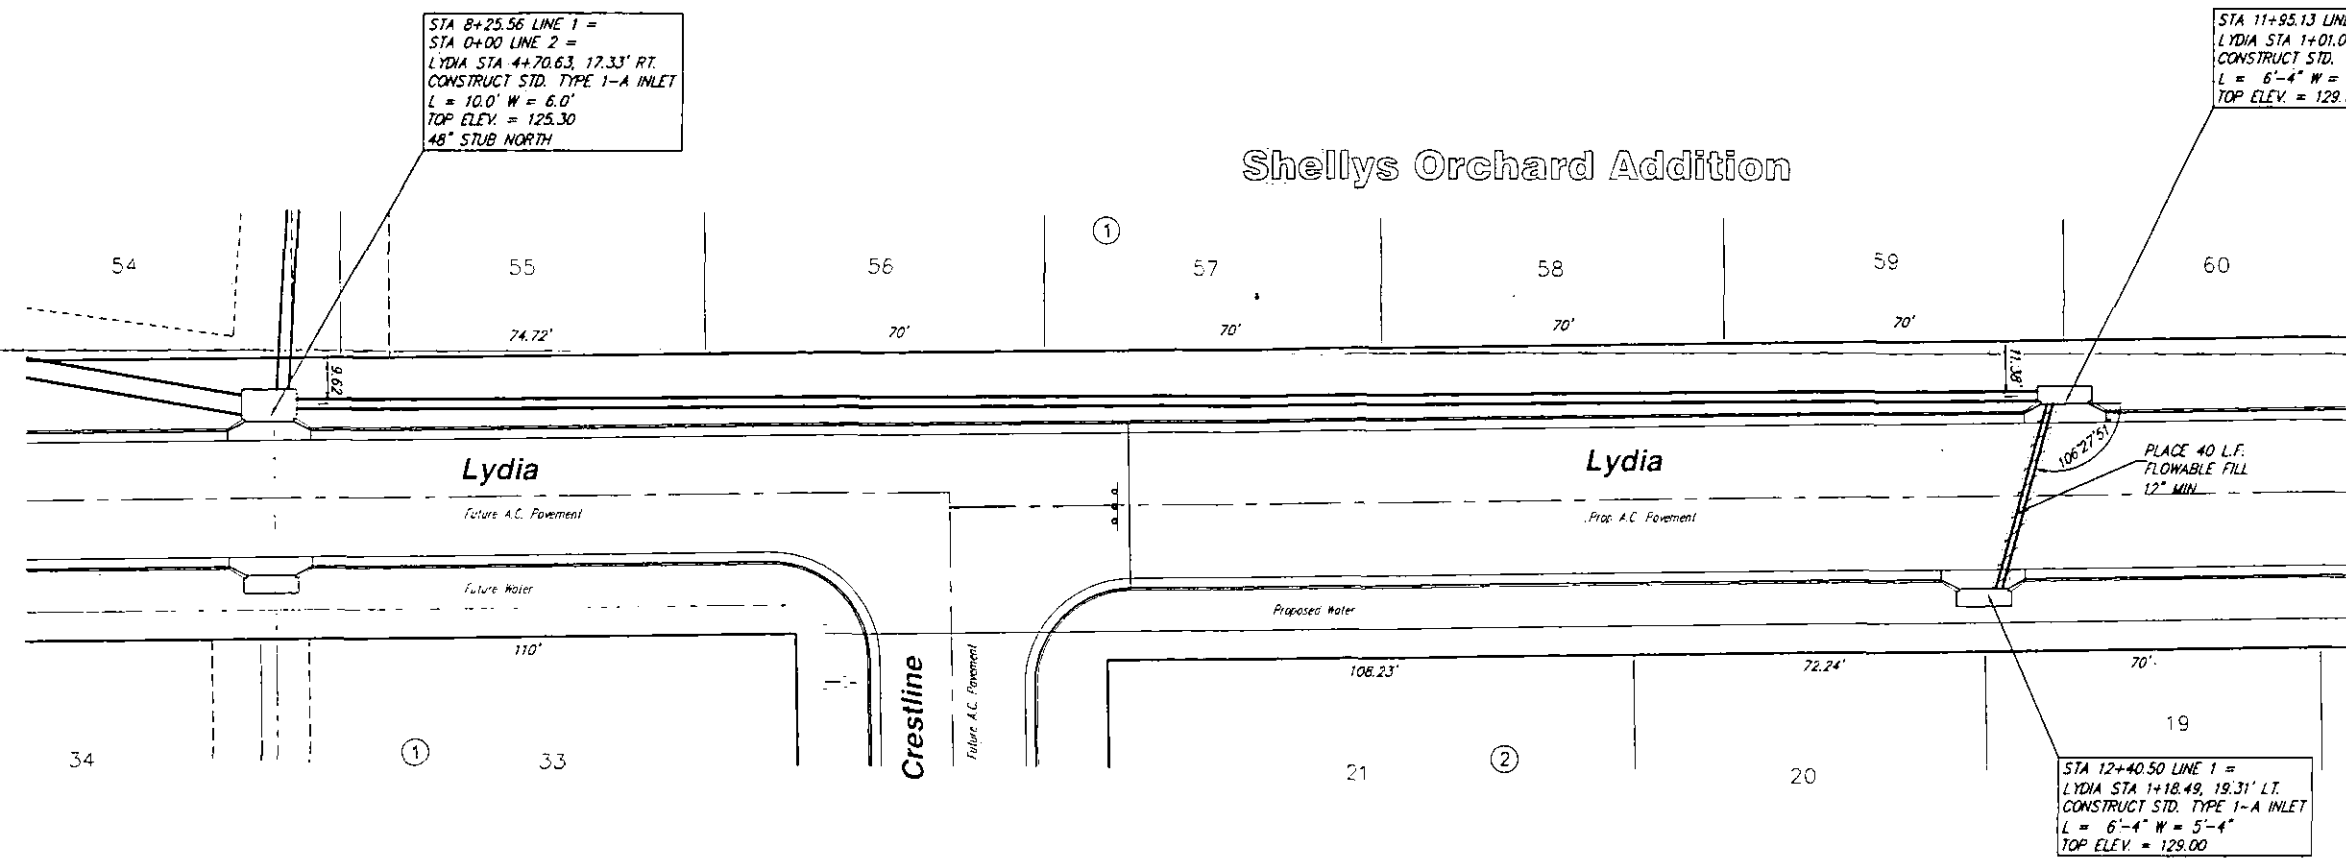 STA 8+25.56 LINE 1 =
STA 0+00 LINE 2 =
LYDIA STA 4+70.63, 17.33' RT.
CONSTRUCT STD. TYPE 1-A INLET
L = 10.0' W = 6.0'
TOP ELEV. = 125.30
48" STUB NORTH
STA 11+95.13 LINE
LYDIA STA 1+01.0
CONSTRUCT STD.
L = 6'-4" W =
TOP ELEV. = 129.
Shellys Orchard Addition
1
54
55
56
57
58
59
60
74.72'
70'
70'
70'
70'
9.62'
11.38'
Lydia
Lydia
106°27'51"
PLACE 40 L.F.
FLOWABLE FILL
12" MIN.
Future A.C. Pavement
Prop. A.C. Pavement
Future Water
Proposed Water
110'
Crestline
Future A.C. Pavement
108.23'
72.24'
70'
34
1
33
21
2
20
19
STA 12+40.50 LINE 1 =
LYDIA STA 1+18.49, 19.31' LT.
CONSTRUCT STD. TYPE 1-A INLET
L = 6'-4" W = 5'-4"
TOP ELEV. = 129.00